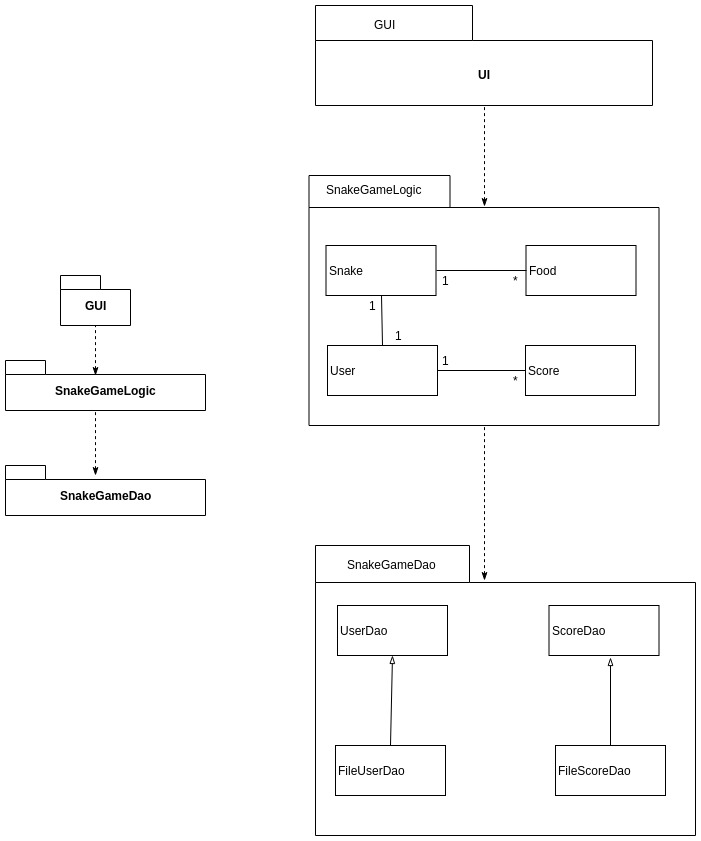 GUI
UI
SnakeGameLogic
Snake
1
*
Food
1
1
User
1
*
Score
GUI
SnakeGameLogic
SnakeGameDao
SnakeGameDao
UserDao
ScoreDao
FileUserDao
FileScoreDao